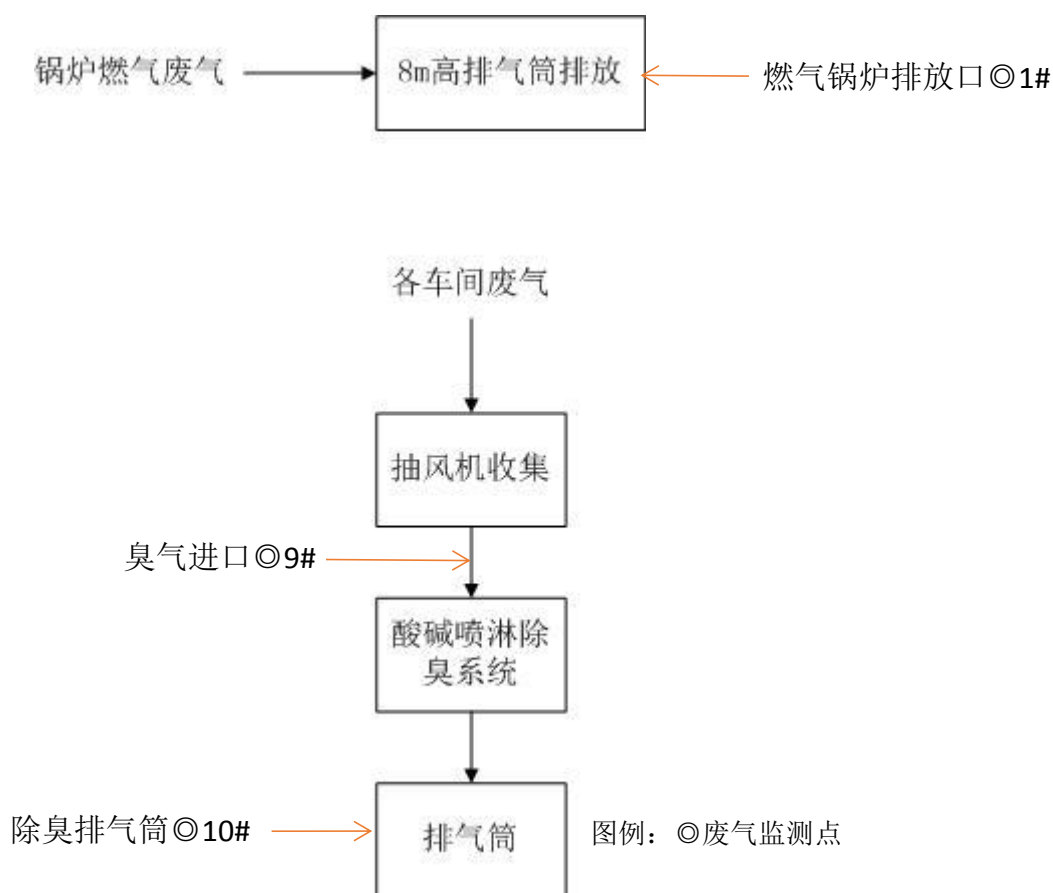 锅炉燃气废气
8m高排气筒排放
燃气锅炉排放口◎1#
各车间废气
抽风机收集
臭气进口◎9#
酸碱喷淋除
臭系统
除臭排气筒◎10#
排气筒
图例：◎废气监测点